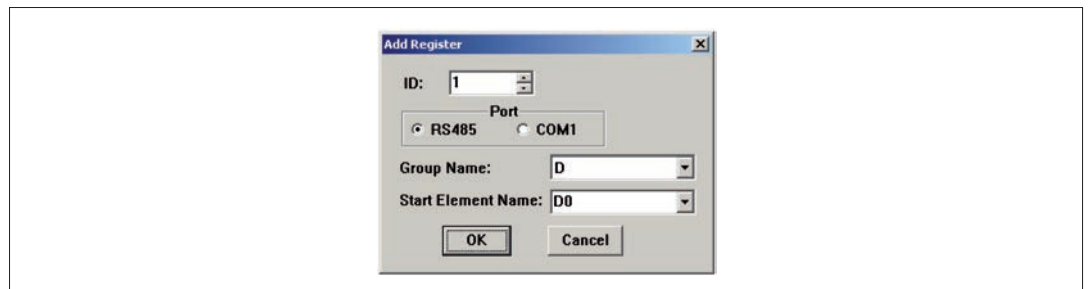 Add Register
ID: 1
Port
RS485 COM1
Group Name: D
Start Element Name: D0
OK Cancel